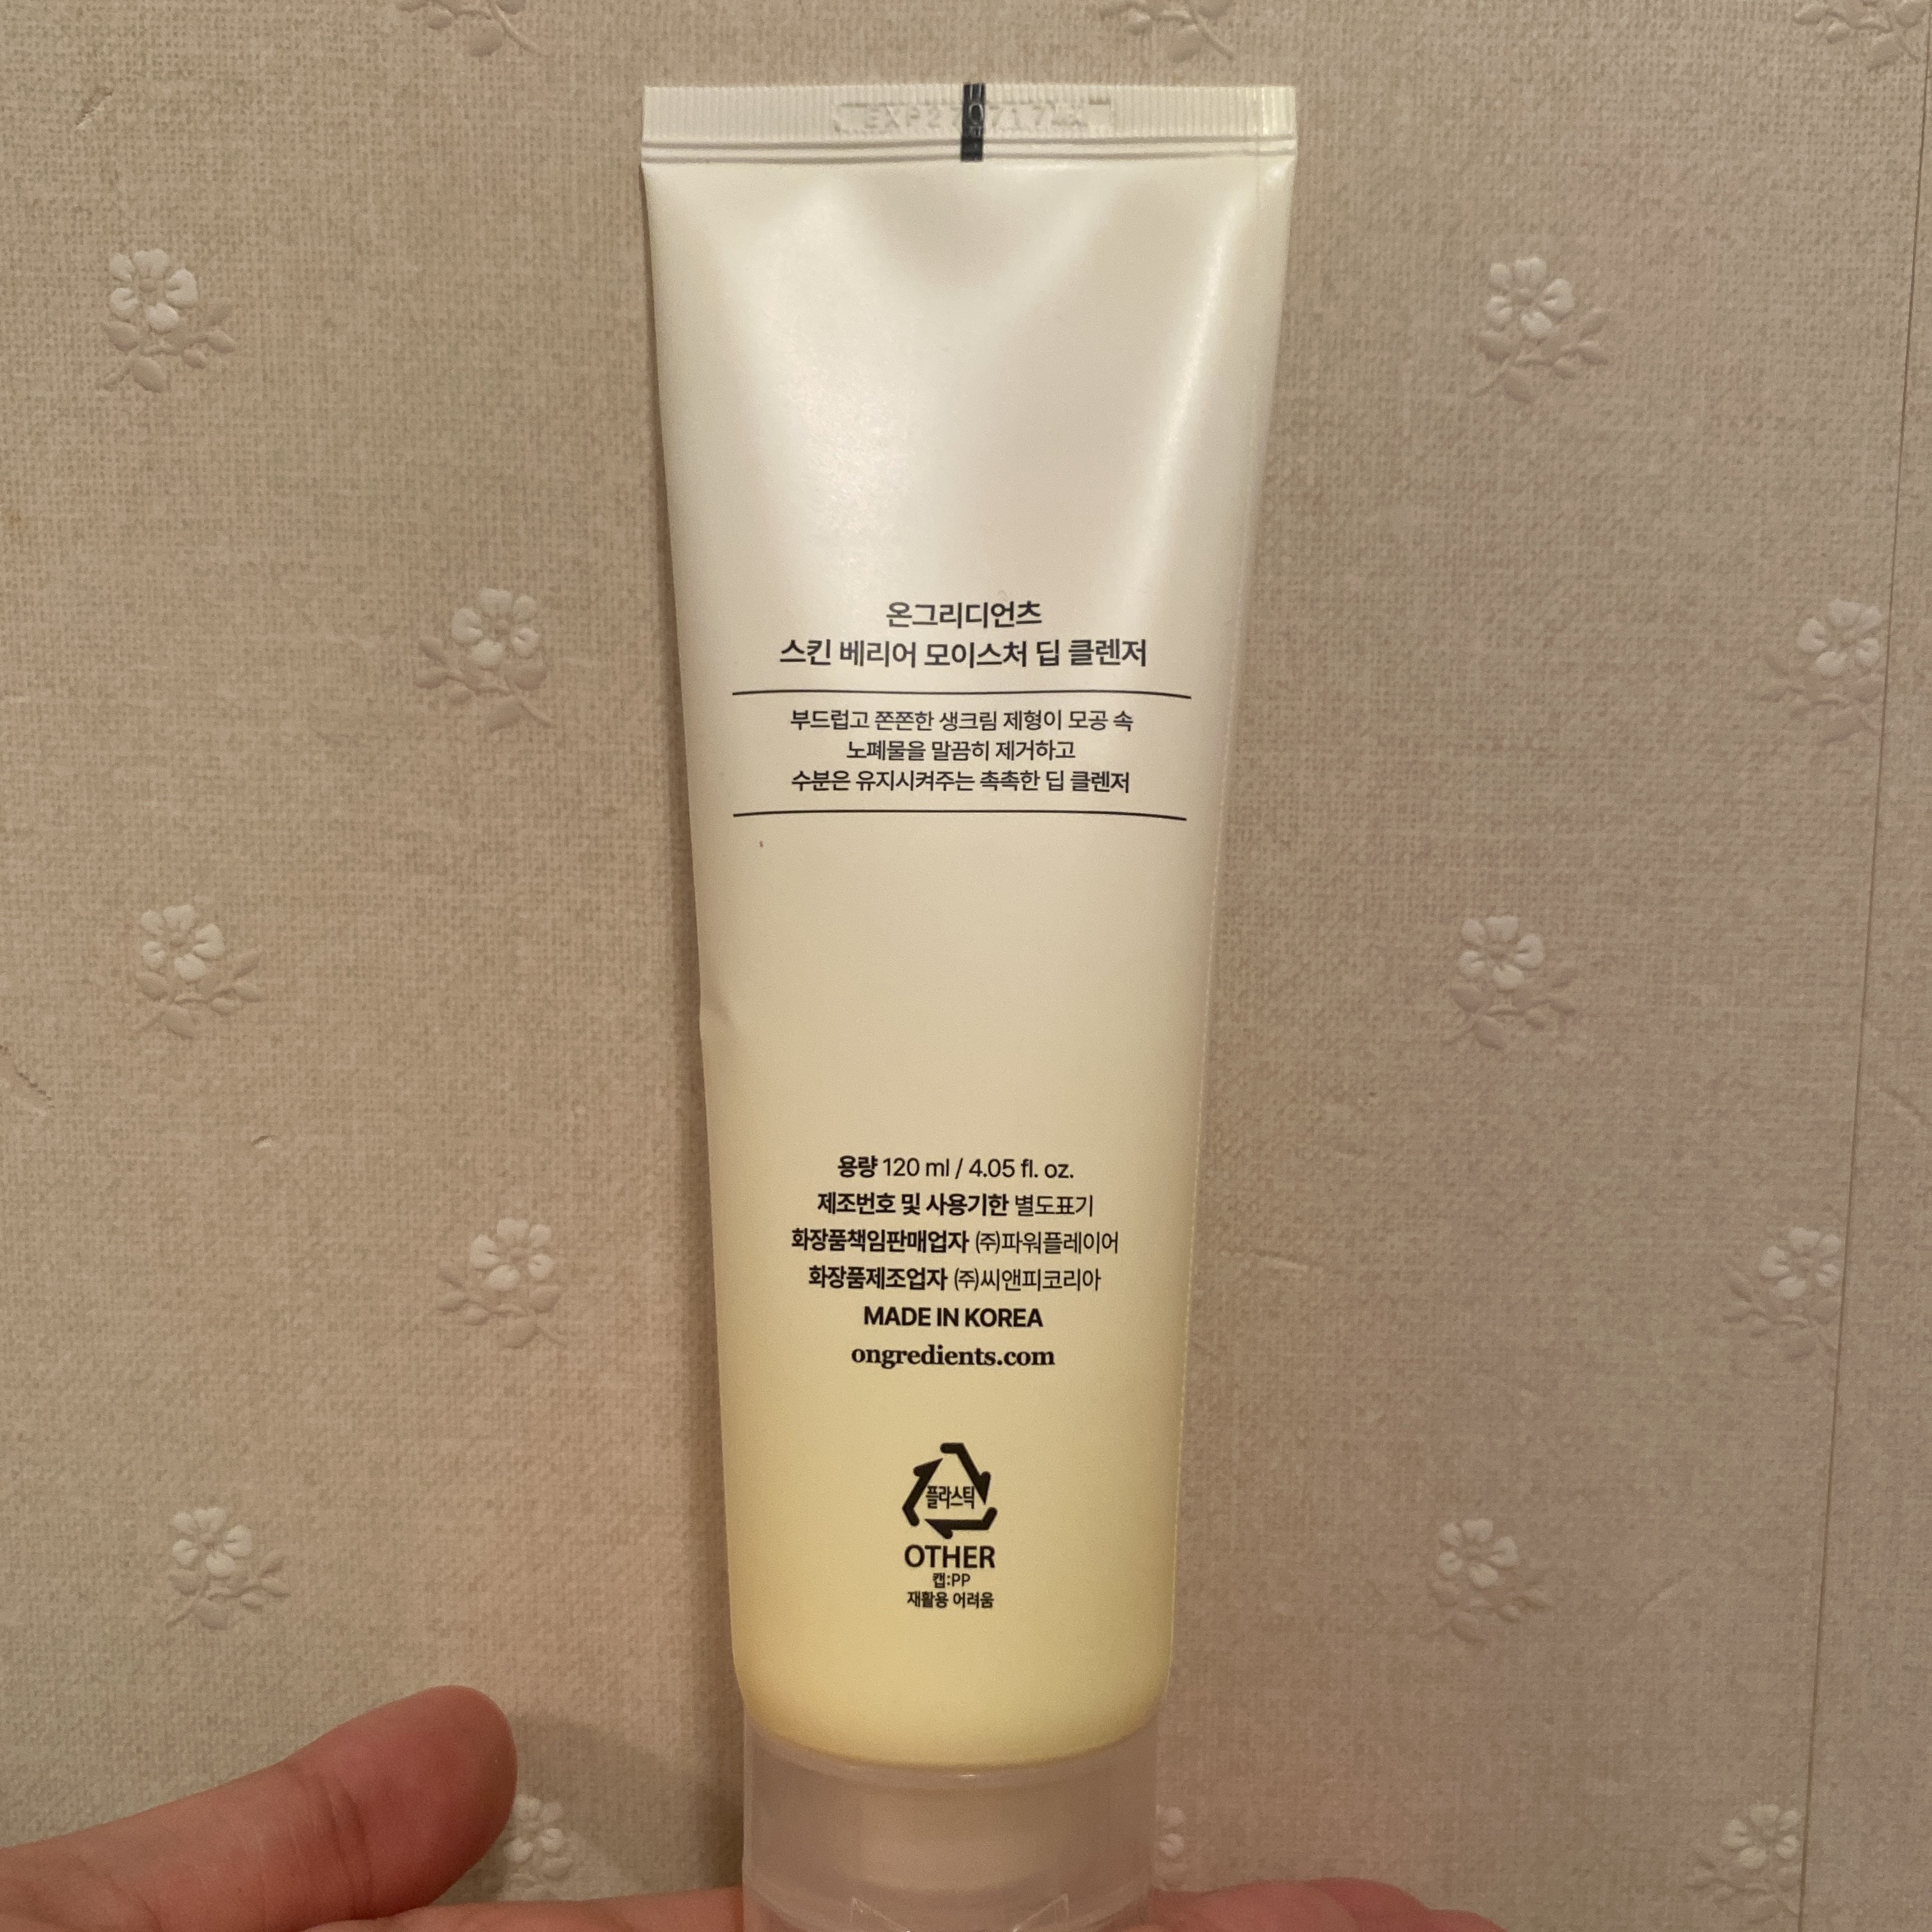 온그리디언츠
스킨 베리어 모이스처 딥 클렌저
부드럽고 쫀쫀한 생크림 제형이 모공 속
노폐물을 말끔히 제거하고
수분은 유지시켜주는 촉촉한 딥 클렌저
용량 120 ml / 4.05 fl. oz.
제조번호 및 사용기한 별도표기
화장품책임판매업자 (주)파워플레이어
화장품제조업자 (주)씨앤피코리아
MADE IN KOREA
ongredients.com
플라스틱
OTHER
캡:PP
재활용 어려움